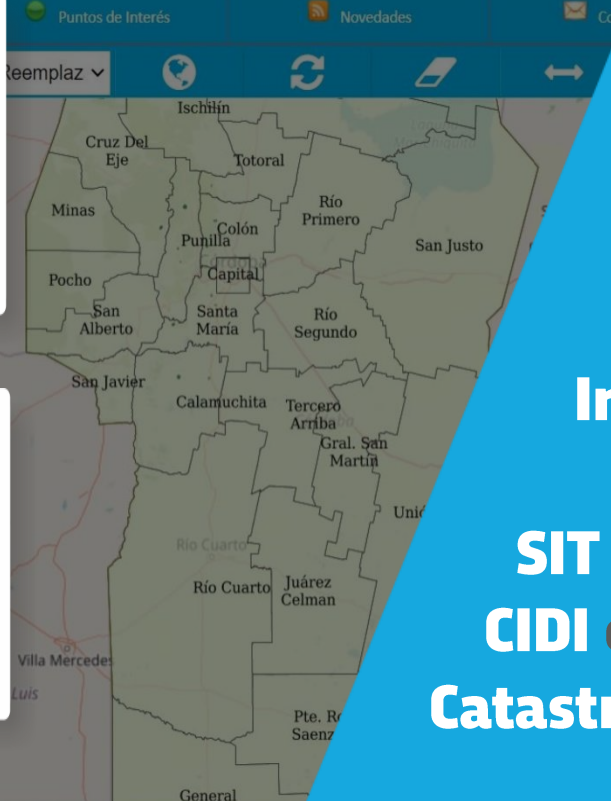 Puntos de Interés
Novedades
Reemplaz
Ischilín
Cruz Del
Eje
Totoral
Minas
Río
Primero
Colón
Punilla
San Justo
Córdoba
Capital
Pocho
San
Alberto
Santa
María
Río
Segundo
San Javier
Calamuchita
Tercero
Arriba
Gral. San
Martín
Unió
Río Cuarto
Río Cuarto
Juárez
Celman
Villa Mercedes
Luis
Pte. R
Saenz
General
In
SIT
CIDI
Catastr